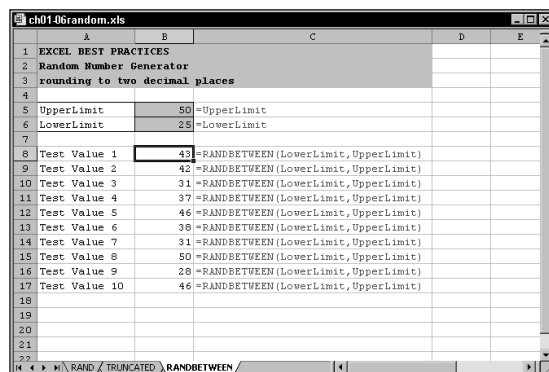 ch01-06random.xls
A B C D E
1 EXCEL BEST PRACTICES
2 Random Number Generator
3 rounding to two decimal places
4
5 UpperLimit 50 =UpperLimit
6 LowerLimit 25 =LowerLimit
7
8 Test Value 1 43 =RANDBETWEEN(LowerLimit,UpperLimit)
9 Test Value 2 42 =RANDBETWEEN(LowerLimit,UpperLimit)
10 Test Value 3 31 =RANDBETWEEN(LowerLimit,UpperLimit)
11 Test Value 4 37 =RANDBETWEEN(LowerLimit,UpperLimit)
12 Test Value 5 46 =RANDBETWEEN(LowerLimit,UpperLimit)
13 Test Value 6 38 =RANDBETWEEN(LowerLimit,UpperLimit)
14 Test Value 7 31 =RANDBETWEEN(LowerLimit,UpperLimit)
15 Test Value 8 50 =RANDBETWEEN(LowerLimit,UpperLimit)
16 Test Value 9 28 =RANDBETWEEN(LowerLimit,UpperLimit)
17 Test Value 10 46 =RANDBETWEEN(LowerLimit,UpperLimit)
18
19
20
21
22
RAND TRUNCATED RANDBETWEEN